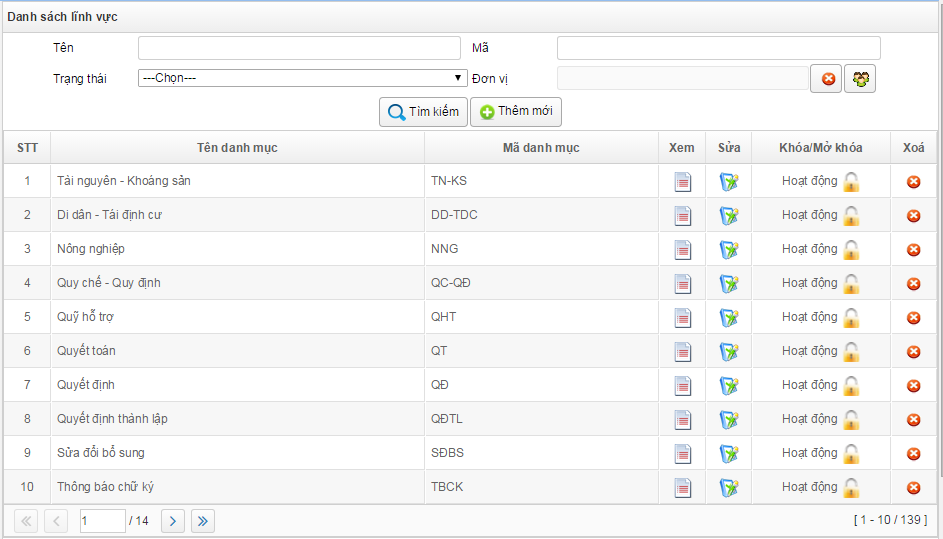 Danh sách lĩnh vực
Tên Mã
Trạng thái ---Chọn--- Đơn vị
Tìm kiếm Thêm mới
STT Tên danh mục Mã danh mục Xem Sửa Khóa/Mở khóa Xoá
1 Tài nguyên - Khoáng sản TN-KS Hoạt động
2 Di dân - Tái định cư DD-TDC Hoạt động
3 Nông nghiệp NNG Hoạt động
4 Quy chế - Quy định QC-QĐ Hoạt động
5 Quỹ hỗ trợ QHT Hoạt động
6 Quyết toán QT Hoạt động
7 Quyết định QĐ Hoạt động
8 Quyết định thành lập QĐTL Hoạt động
9 Sửa đổi bổ sung SĐBS Hoạt động
10 Thông báo chữ ký TBCK Hoạt động
1 / 14 [ 1 - 10 / 139 ]